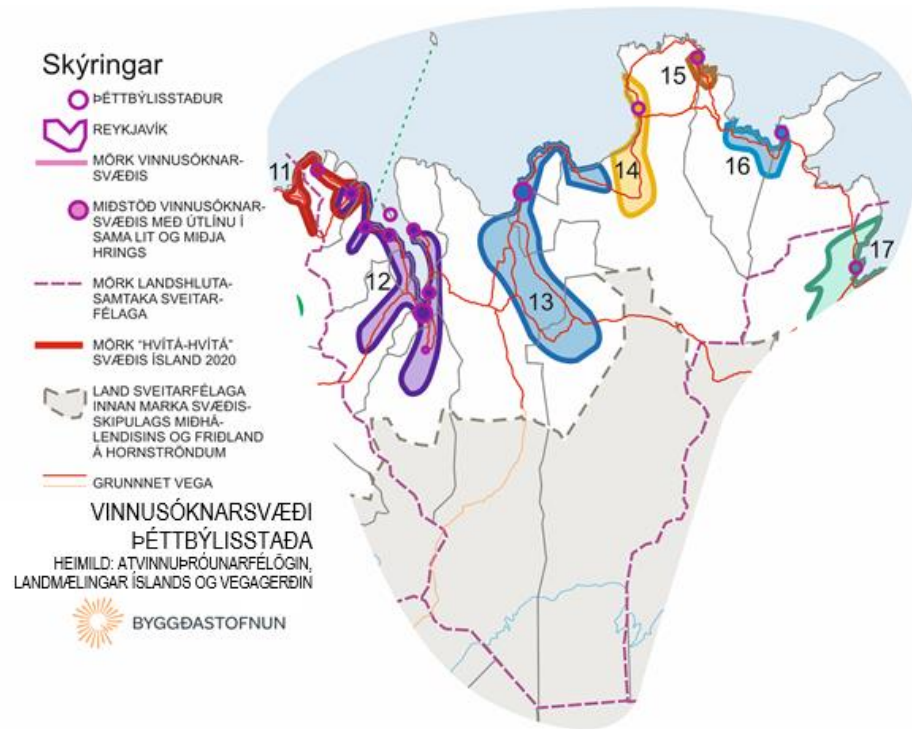 Skýringar
ÞÉTTBÝLISSTAÐUR
REYKJAVÍK
MÖRK VINNUSÓKNAR-
SVÆÐIS
MIÐSTÖÐ VINNUSÓKNAR-
SVÆÐIS MEÐ ÚTLÍNU Í
SAMA LIT OG MIÐJA
HRINGS
MÖRK LANDSHLUTA-
SAMTAKA SVEITAR-
FÉLAGA
MÖRK "HVÍTÁ-HVÍTÁ"
SVÆÐIS ÍSLAND 2020
LAND SVEITARFÉLAGA
INNAN MARKA SVÆÐIS-
SKIPULAGS MIÐHÁ-
LENDISINS OG FRIÐLAND
Á HORNSTRÖNDUM
GRUNNNET VEGA
VINNUSÓKNARSVÆÐI
ÞÉTTBÝLISSTAÐA
HEIMILD: ATVINNUÞRÓUNARFÉLÖGIN,
LANDMÆLINGAR ÍSLANDS OG VEGAGERÐIN
BYGGÐASTOFNUN
11
12
13
14
15
16
17